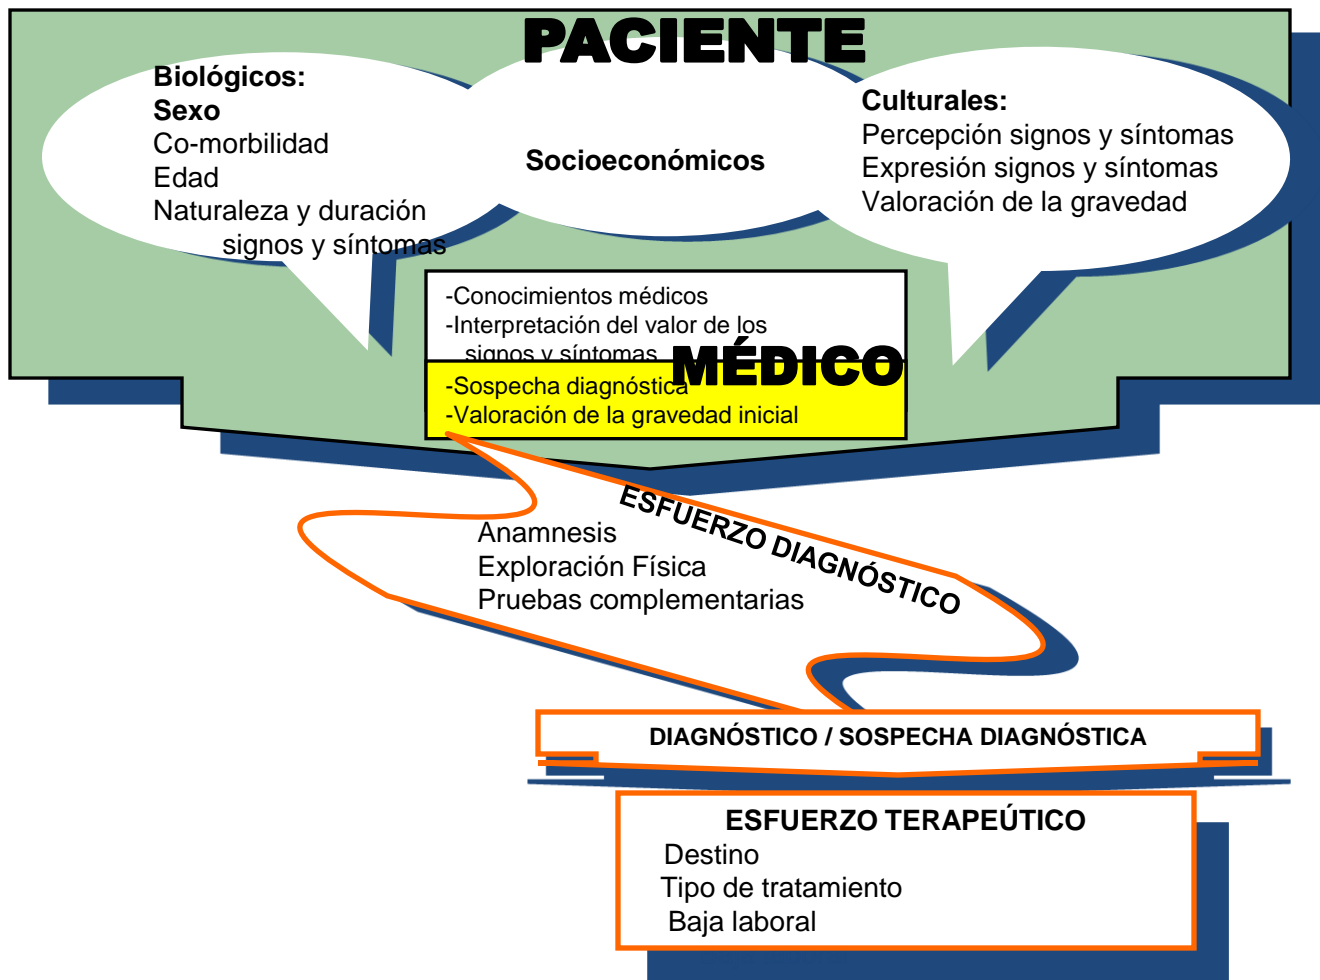 PACIENTE
Biológicos:
Sexo
Co-morbilidad
Edad
Naturaleza y duración
signos y síntomas
Socioeconómicos
Culturales:
Percepción signos y síntomas
Expresión signos y síntomas
Valoración de la gravedad
-Conocimientos médicos
-Interpretación del valor de los
signos y síntomas
MÉDICO
-Sospecha diagnóstica
-Valoración de la gravedad inicial
ESFUERZO DIAGNÓSTICO
Anamnesis
Exploración Física
Pruebas complementarias
DIAGNÓSTICO / SOSPECHA DIAGNÓSTICA
ESFUERZO TERAPEÚTICO
Destino
Tipo de tratamiento
Baja laboral